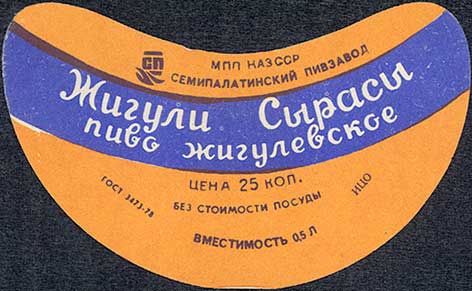 СП
МПП КАЗССР
СЕМИПАЛАТИНСКИЙ ПИВЗАВОД
Жигули Сырасы
пиво жигулевское
ЦЕНА 25 КОП.
ГОСТ 3473-78
БЕЗ СТОИМОСТИ ПОСУДЫ
ИЦО
ВМЕСТИМОСТЬ 0,5 Л